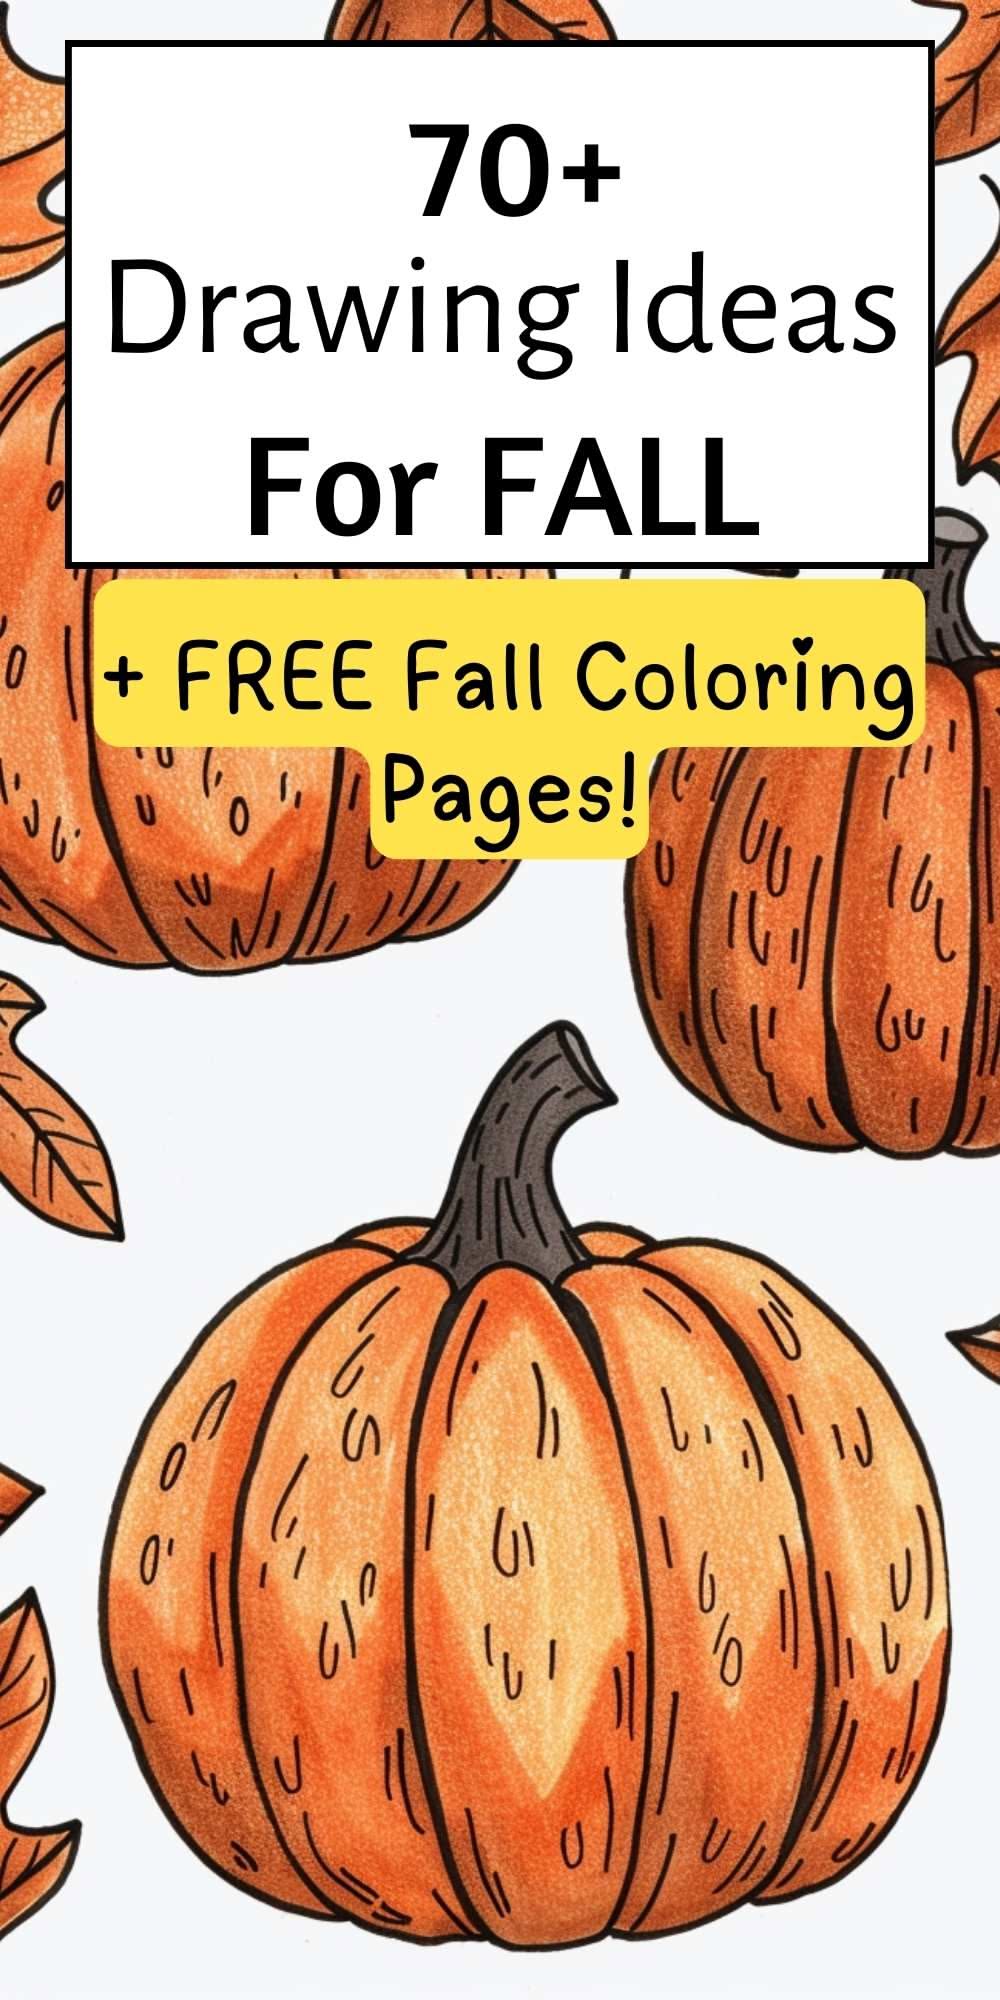 70+
Drawing Ideas
For FALL
+ FREE Fall Coloring
Pages!